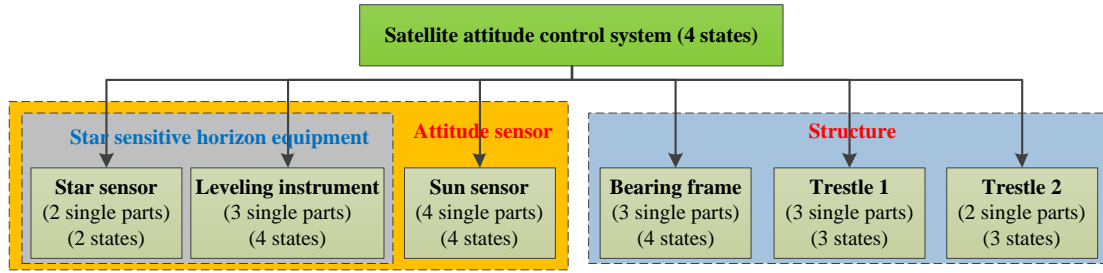 Satellite attitude control system (4 states)
Star sensitive horizon equipment
Attitude sensor
Structure
Star sensor
(2 single parts)
(2 states)
Leveling instrument
(3 single parts)
(4 states)
Sun sensor
(4 single parts)
(4 states)
Bearing frame
(3 single parts)
(4 states)
Trestle 1
(3 single parts)
(3 states)
Trestle 2
(2 single parts)
(3 states)